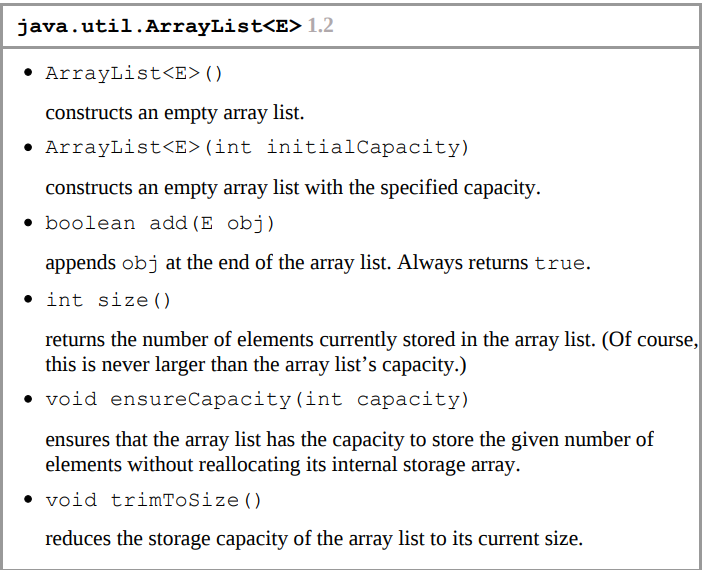 java.util.ArrayList<E> 1.2
• ArrayList<E>()
constructs an empty array list.
• ArrayList<E>(int initialCapacity)
constructs an empty array list with the specified capacity.
• boolean add(E obj)
appends obj at the end of the array list. Always returns true.
• int size()
returns the number of elements currently stored in the array list. (Of course,
this is never larger than the array list’s capacity.)
• void ensureCapacity(int capacity)
ensures that the array list has the capacity to store the given number of
elements without reallocating its internal storage array.
• void trimToSize()
reduces the storage capacity of the array list to its current size.